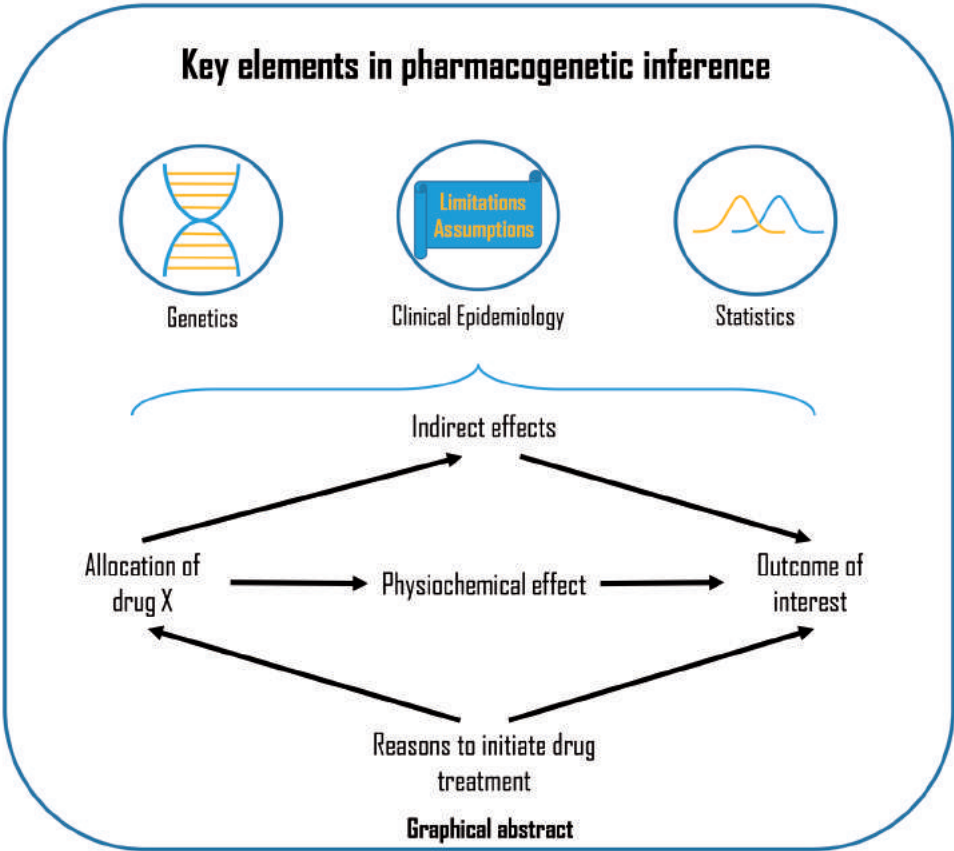 Key elements in pharmacogenetic inference
Limitations
Assumptions
Genetics
Clinical Epidemiology
Statistics
Indirect effects
Allocation of
drug X
Physiochemical effect
Outcome of
interest
Reasons to initiate drug
treatment
Graphical abstract